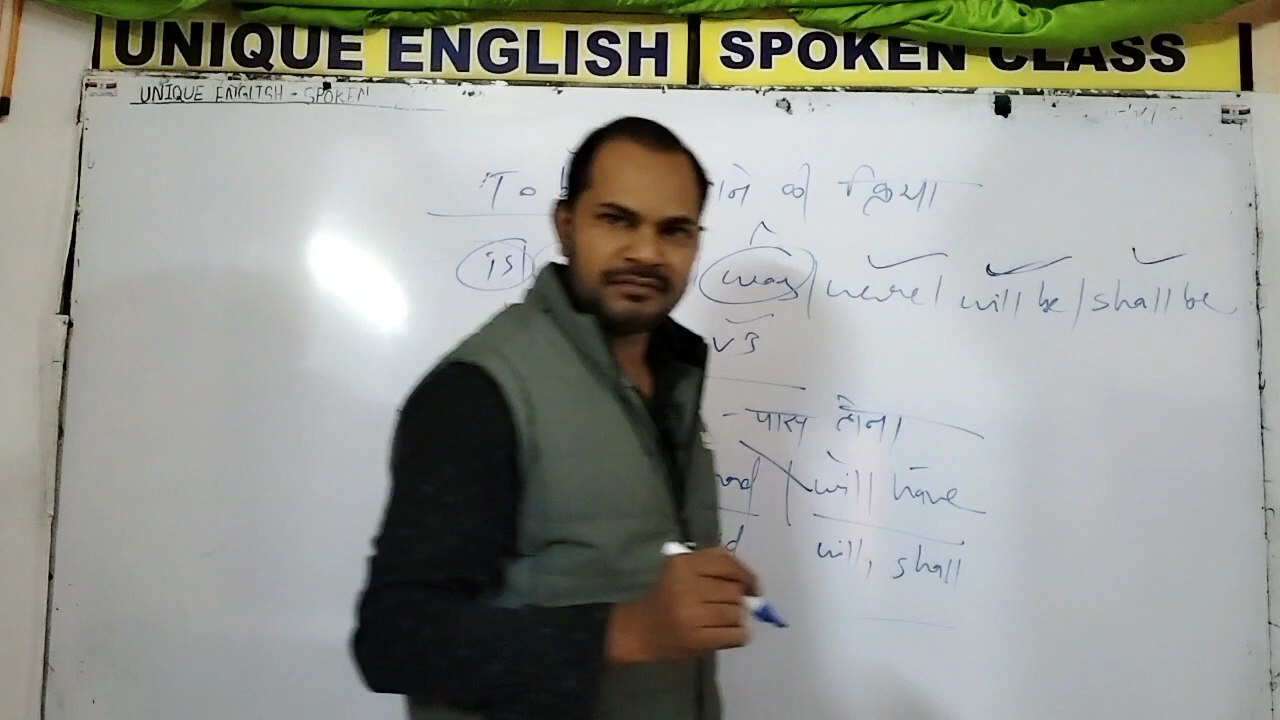 UNIQUE ENGLISH SPOKEN CLASS
UNIQUE ENGLISH - SPOKEN
To की क्रिया
is / was / were / will be / shall be
V3
- पास होना
will have
will, shall